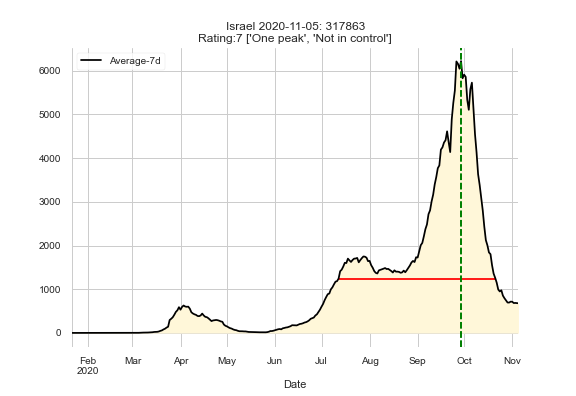 Israel 2020-11-05: 317863
Rating:7 ['One peak', 'Not in control']
Average-7d
6000
5000
4000
3000
2000
1000
0
Feb Mar Apr May Jun Jul Aug Sep Oct Nov
2020
Date